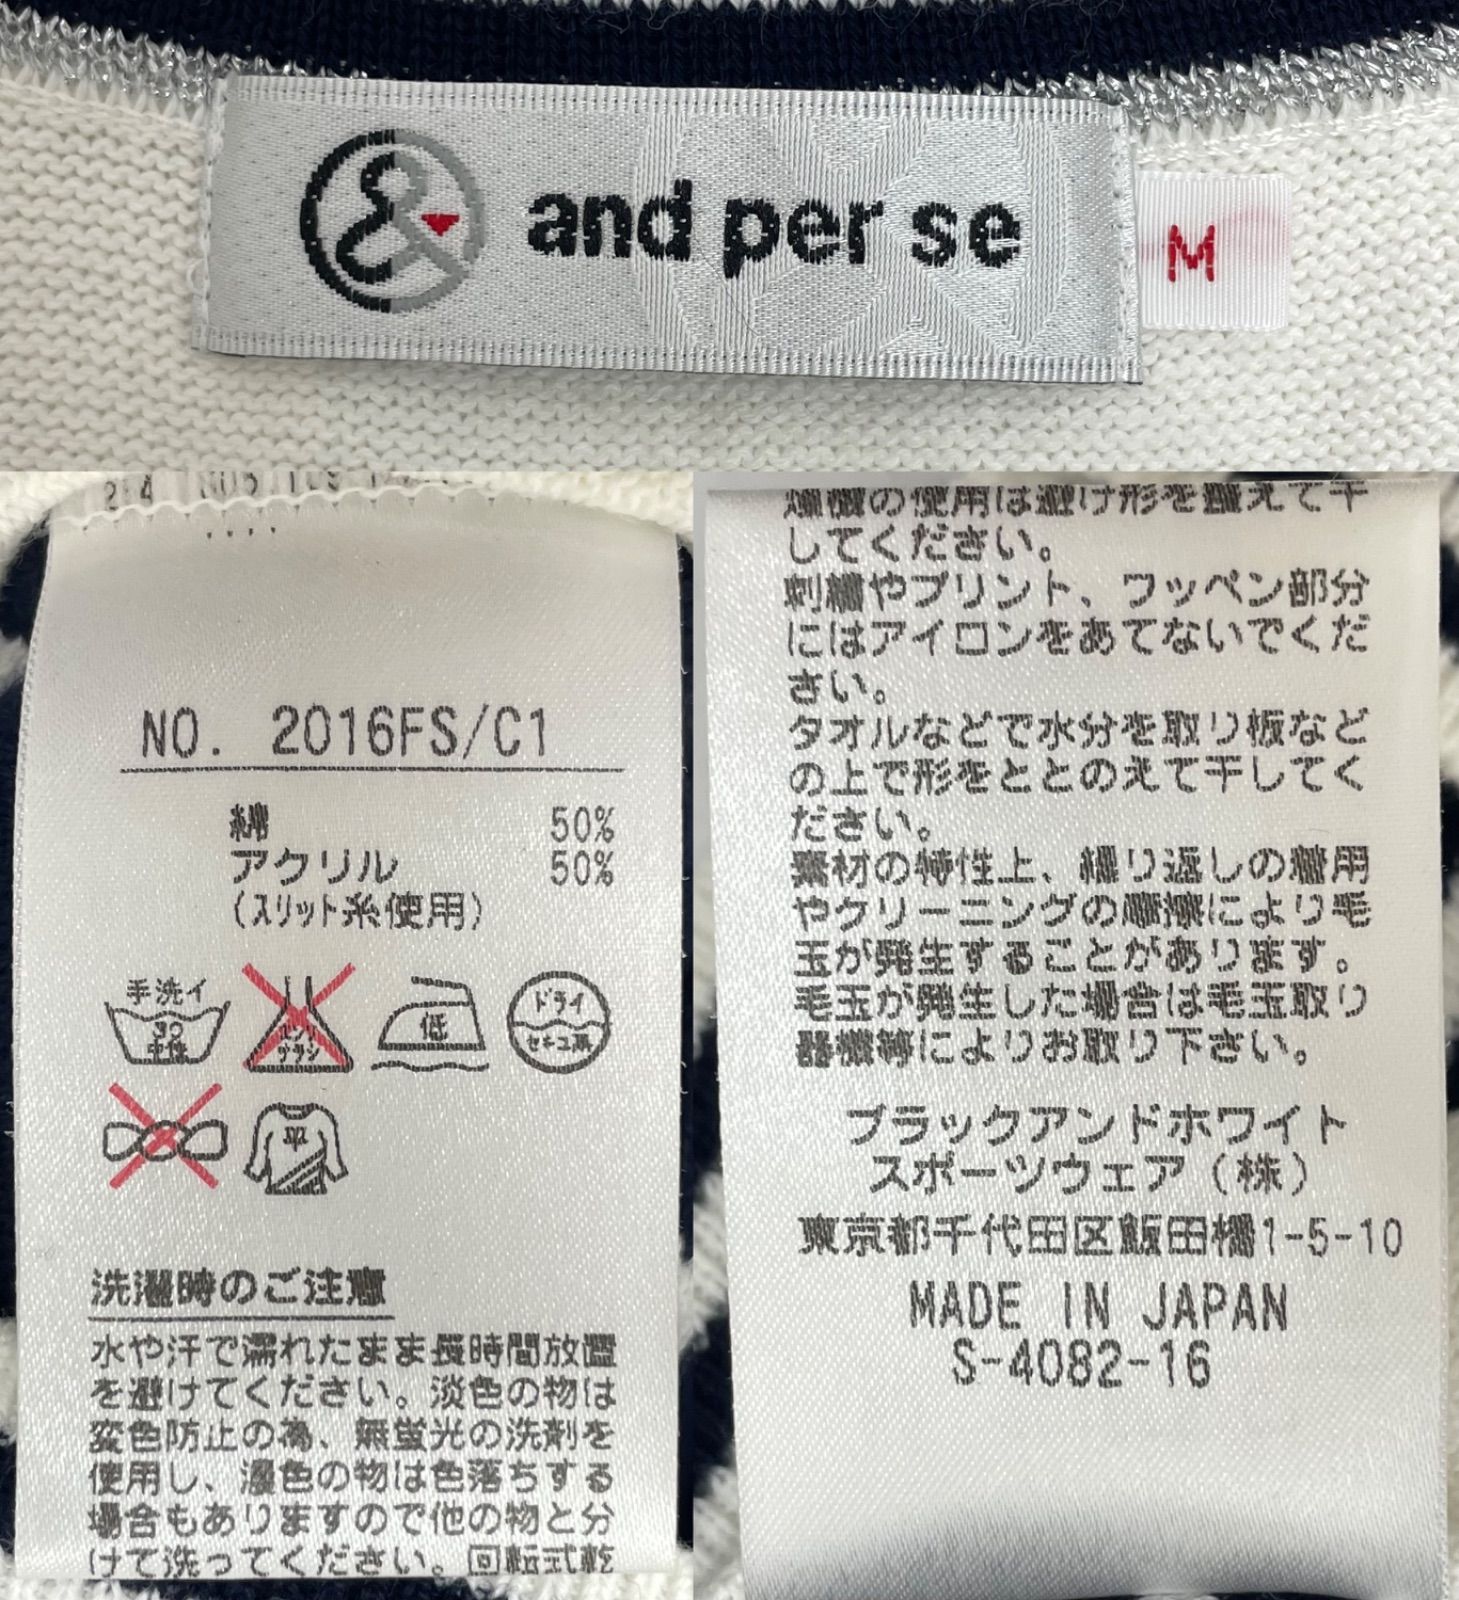 & and per se
M
NO. 2016FS/C1
綿 50%
アクリル 50%
(スリット糸使用)
手洗イ
30
中性
エンソ
サラシ
低
ドライ
セキユ系
平
洗濯時のご注意
水や汗で濡れたまま長時間放置
を避けてください。淡色の物は
変色防止の為、無蛍光の洗剤を
使用し、濃色の物は色落ちする
場合もありますので他の物と分
けて洗ってください。回転式乾
燥機の使用は避け形を整えて干
してください。
刺繍やプリント、ワッペン部分
にはアイロンをあてないでくだ
さい。
タオルなどで水分を取り板など
の上で形をととのえて干してく
ださい。
素材の特性上、繰り返しの着用
やクリーニングの摩擦により毛
玉が発生することがあります。
毛玉が発生した場合は毛玉取り
器機等によりお取り下さい。
ブラックアンドホワイト
スポーツウェア(株)
東京都千代田区飯田橋1-5-10
MADE IN JAPAN
S-4082-16